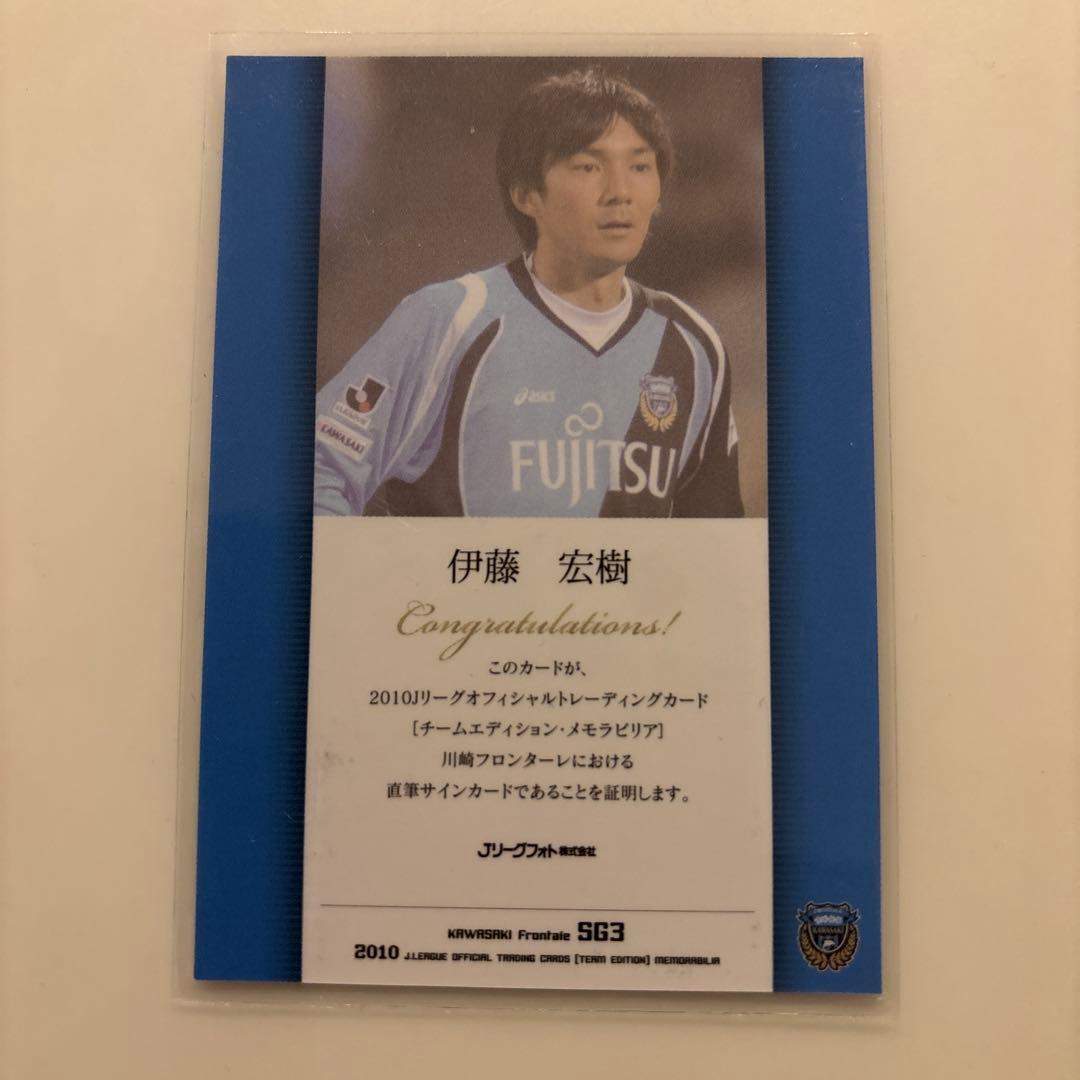 J.LEAGUE
KAWASAKI
asics
FUJITSU
伊藤　宏樹
Congratulations!
このカードが、
2010Jリーグオフィシャルトレーディングカード
[チームエディション・メモラビリア]
川崎フロンターレにおける
直筆サインカードであることを証明します。
Jリーグフォト株式会社
KAWASAKI Frontale SG3
2010 J.LEAGUE OFFICIAL TRADING CARDS [TEAM EDITION] MEMORABILIA
KAWASAKI